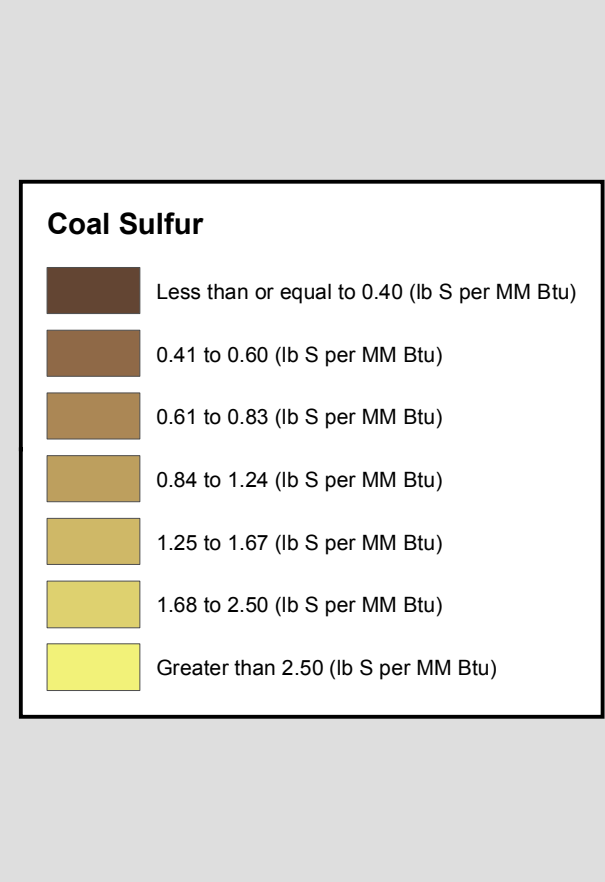 Coal Sulfur
Less than or equal to 0.40 (lb S per MM Btu)
0.41 to 0.60 (lb S per MM Btu)
0.61 to 0.83 (lb S per MM Btu)
0.84 to 1.24 (lb S per MM Btu)
1.25 to 1.67 (lb S per MM Btu)
1.68 to 2.50 (lb S per MM Btu)
Greater than 2.50 (lb S per MM Btu)